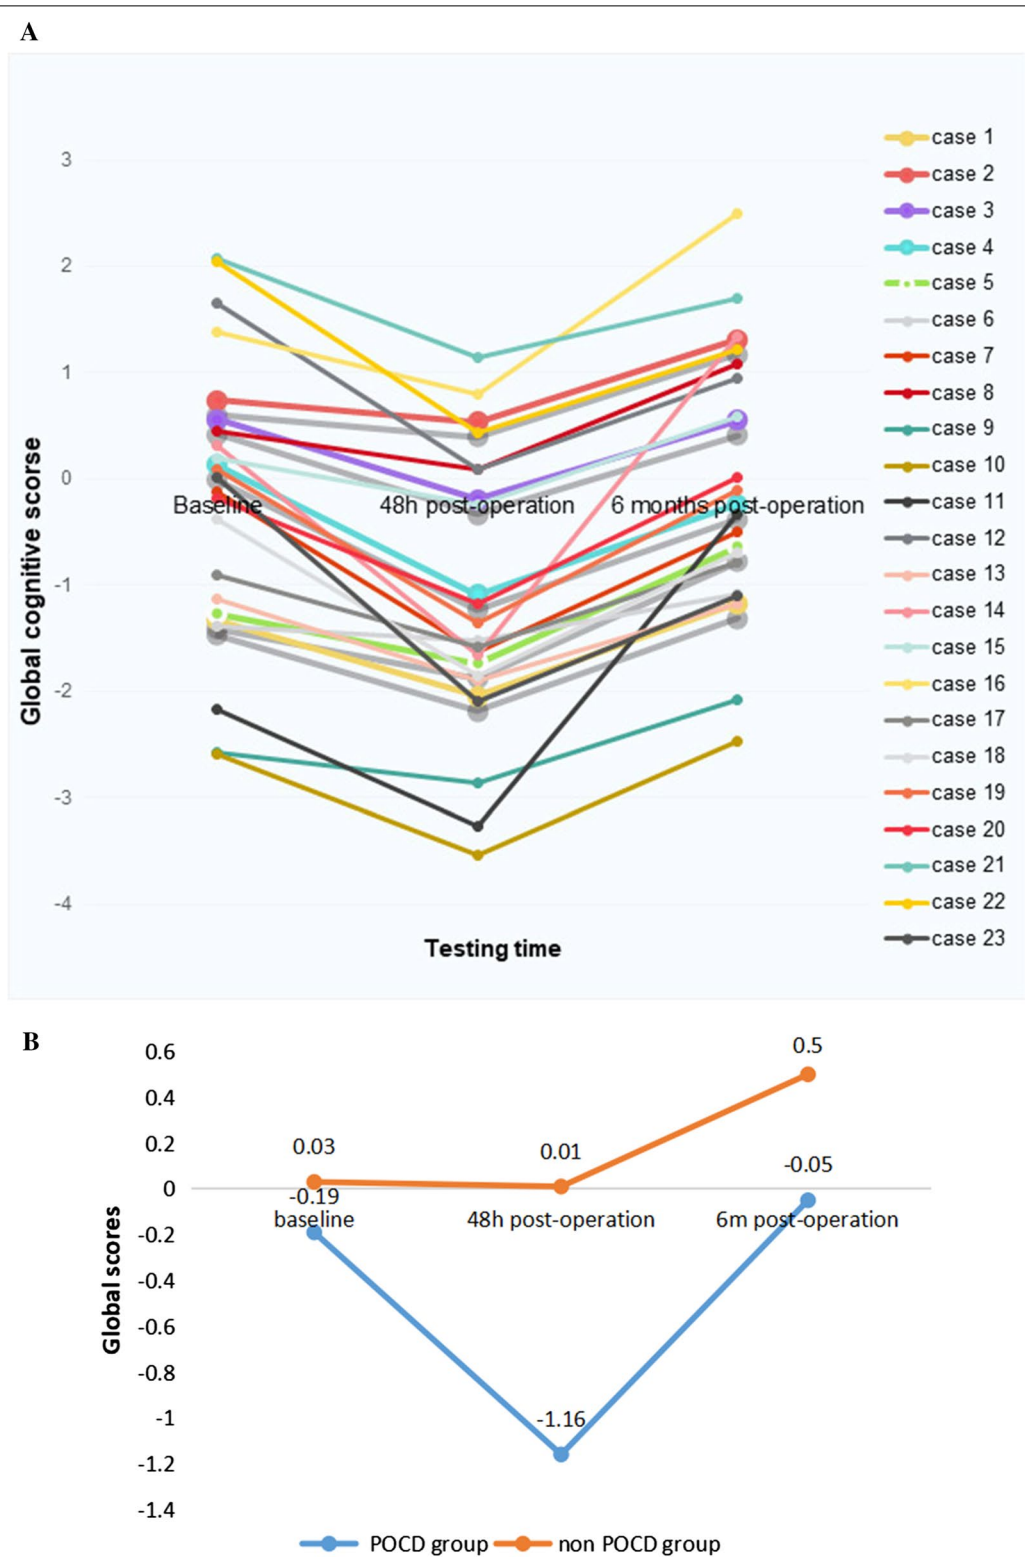 A
3
2
1
0
-1
-2
-3
-4
Global cognitive scorse
Baseline 48h post-operation 6 months post-operation
Testing time
case 1
case 2
case 3
case 4
case 5
case 6
case 7
case 8
case 9
case 10
case 11
case 12
case 13
case 14
case 15
case 16
case 17
case 18
case 19
case 20
case 21
case 22
case 23
B
0.6
0.4
0.2
0
-0.2
-0.4
-0.6
-0.8
-1
-1.2
-1.4
Global scores
0.03
0.01
0.5
-0.19
-1.16
-0.05
baseline 48h post-operation 6m post-operation
POCD group non POCD group